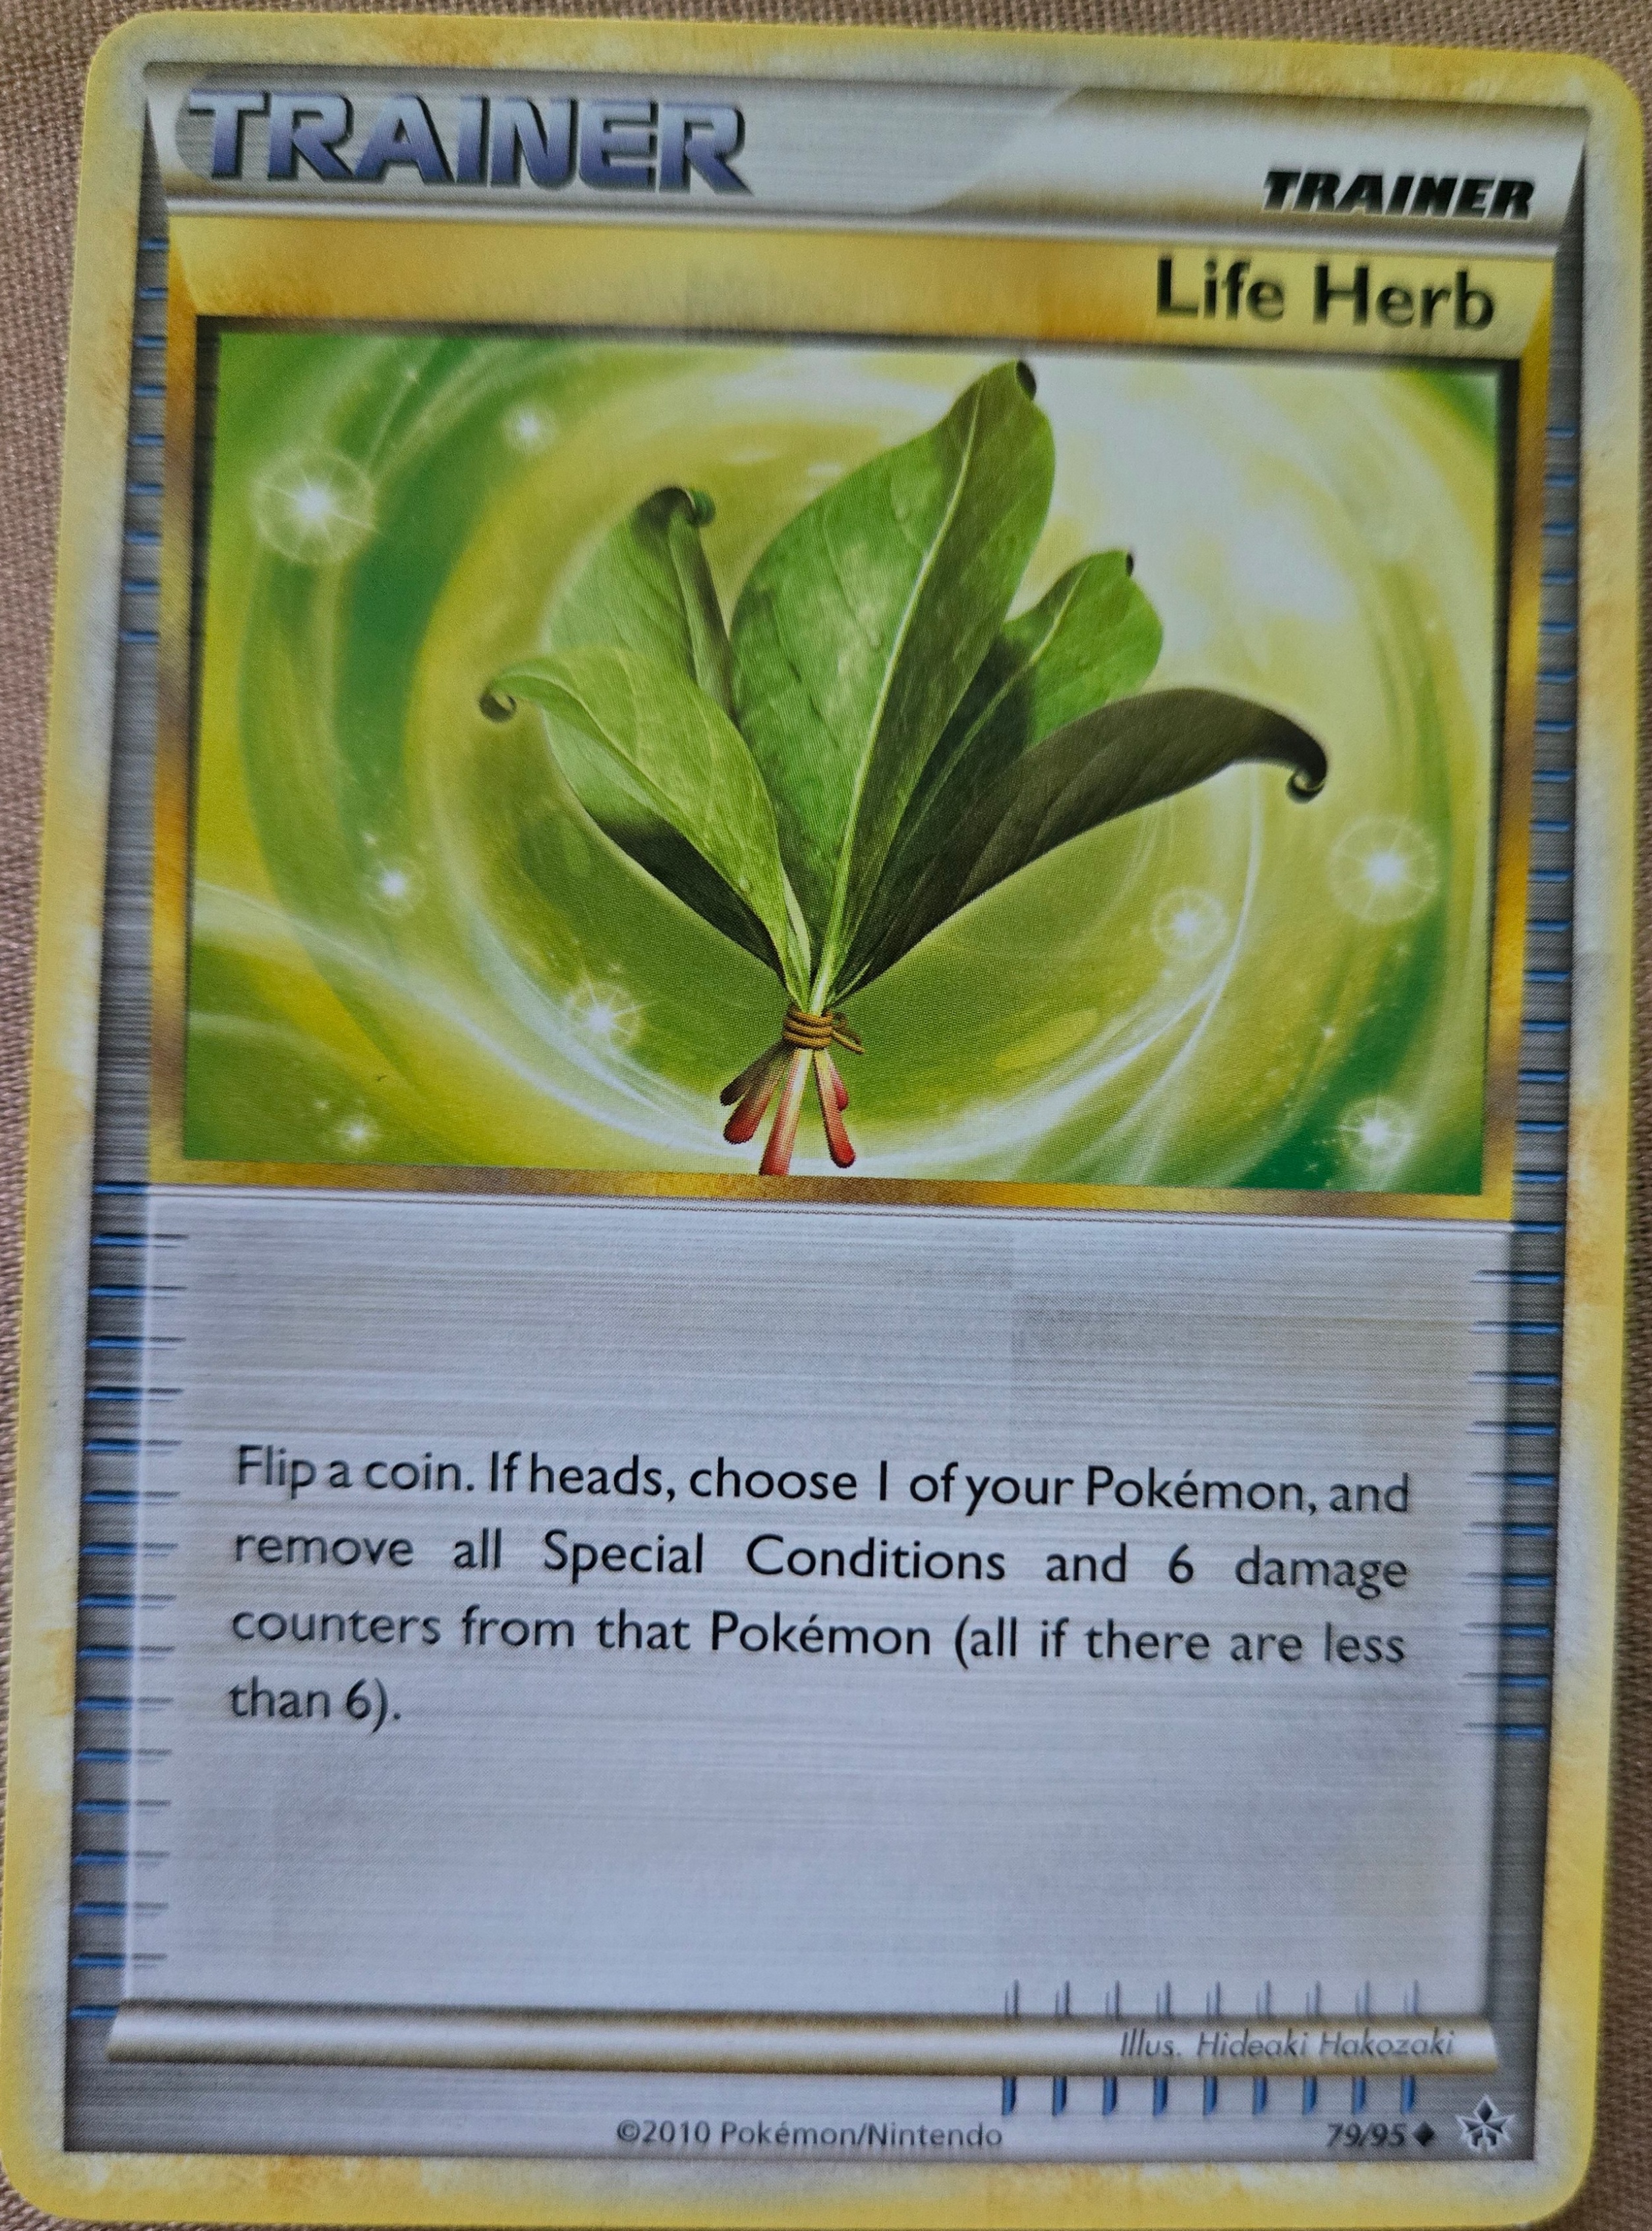 TRAINER
TRAINER
Life Herb
Flip a coin. If heads, choose 1 of your Pokémon, and
remove all Special Conditions and 6 damage
counters from that Pokémon (all if there are less
than 6).
Illus. Hideaki Hakozaki
©2010 Pokémon/Nintendo
79/95